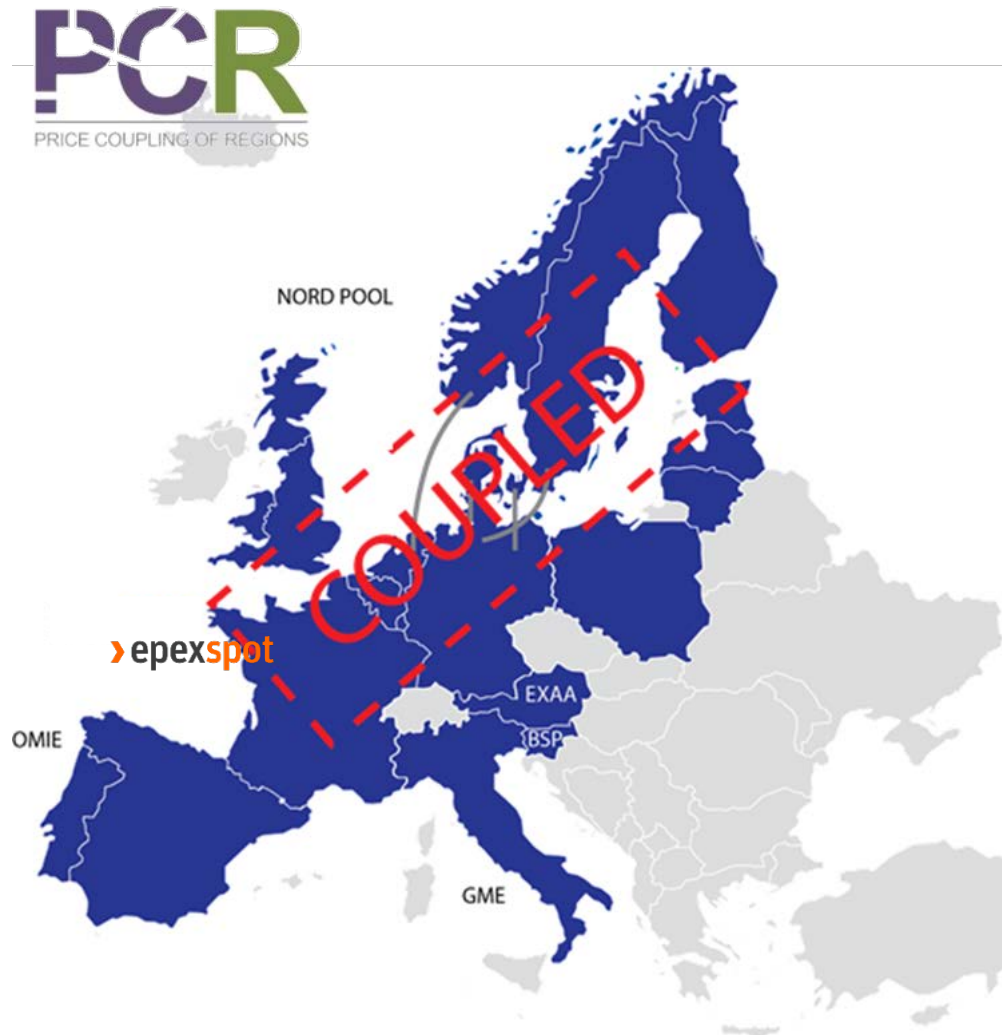 PCR
PRICE COUPLING OF REGIONS
NORD POOL
COUPLED
epexspot
EXAA
OMIE
BSP
GME